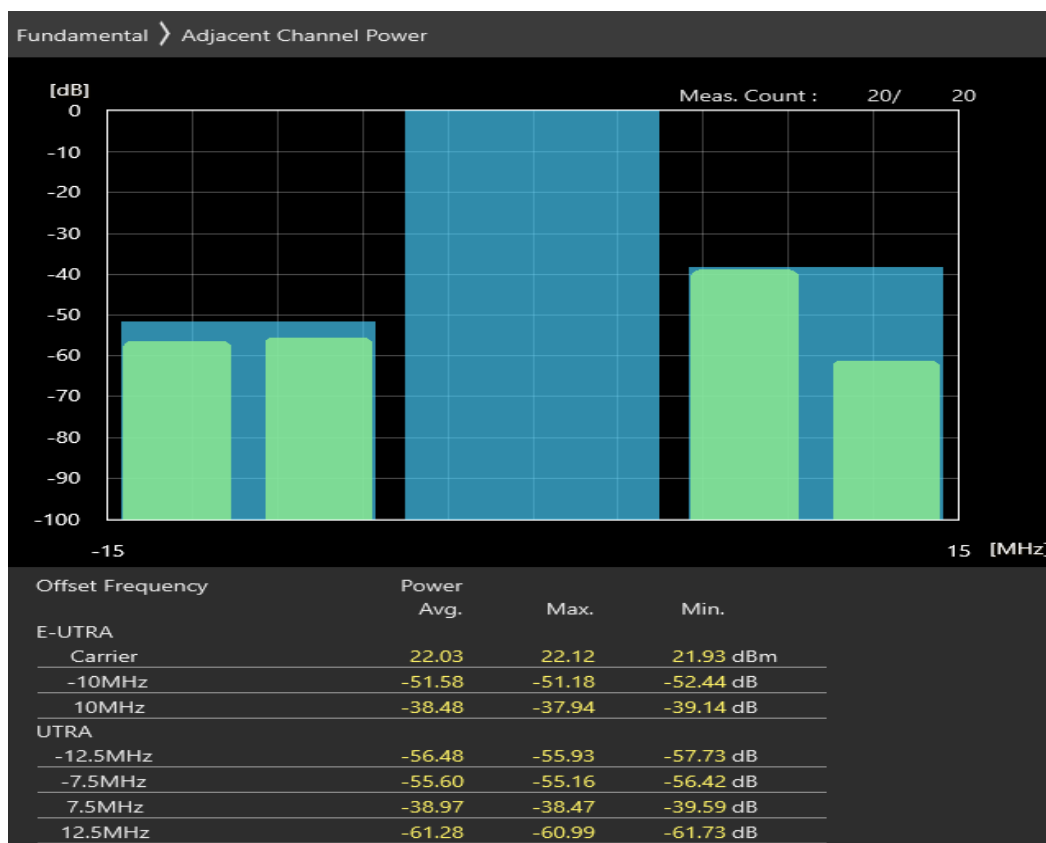 Fundamental 〉 Adjacent Channel Power
[dB]
Meas. Count : 20/ 20
0
-10
-20
-30
-40
-50
-60
-70
-80
-90
-100
-15 15 [MHz]
Offset Frequency Power
Avg. Max. Min.
E-UTRA
Carrier 22.03 22.12 21.93 dBm
-10MHz -51.58 -51.18 -52.44 dB
10MHz -38.48 -37.94 -39.14 dB
UTRA
-12.5MHz -56.48 -55.93 -57.73 dB
-7.5MHz -55.60 -55.16 -56.42 dB
7.5MHz -38.97 -38.47 -39.59 dB
12.5MHz -61.28 -60.99 -61.73 dB